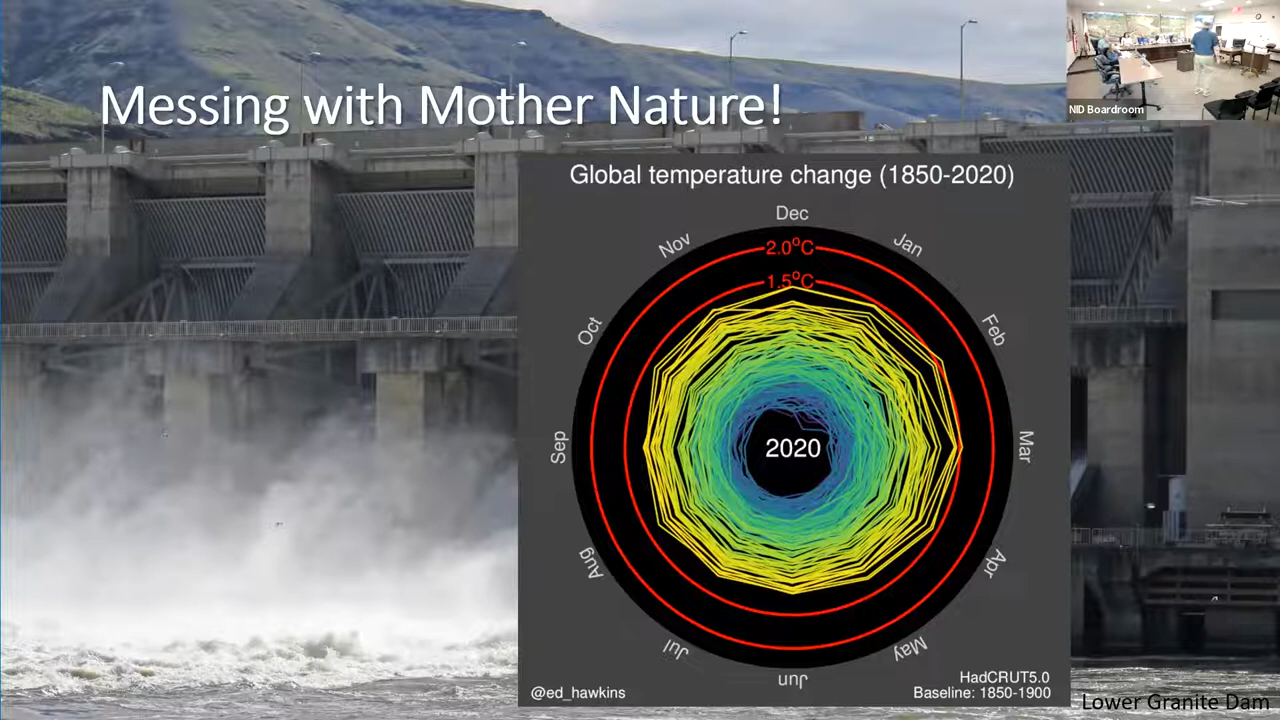 Messing with Mother Nature!
NID Boardroom
Global temperature change (1850-2020)
Dec
Nov
Jan
2.0°C
1.5°C
Oct
Feb
Sep
2020
Mar
Aug
Apr
Jul
May
Jun
@ed_hawkins
HadCRUT5.0
Baseline: 1850-1900
Lower Granite Dam